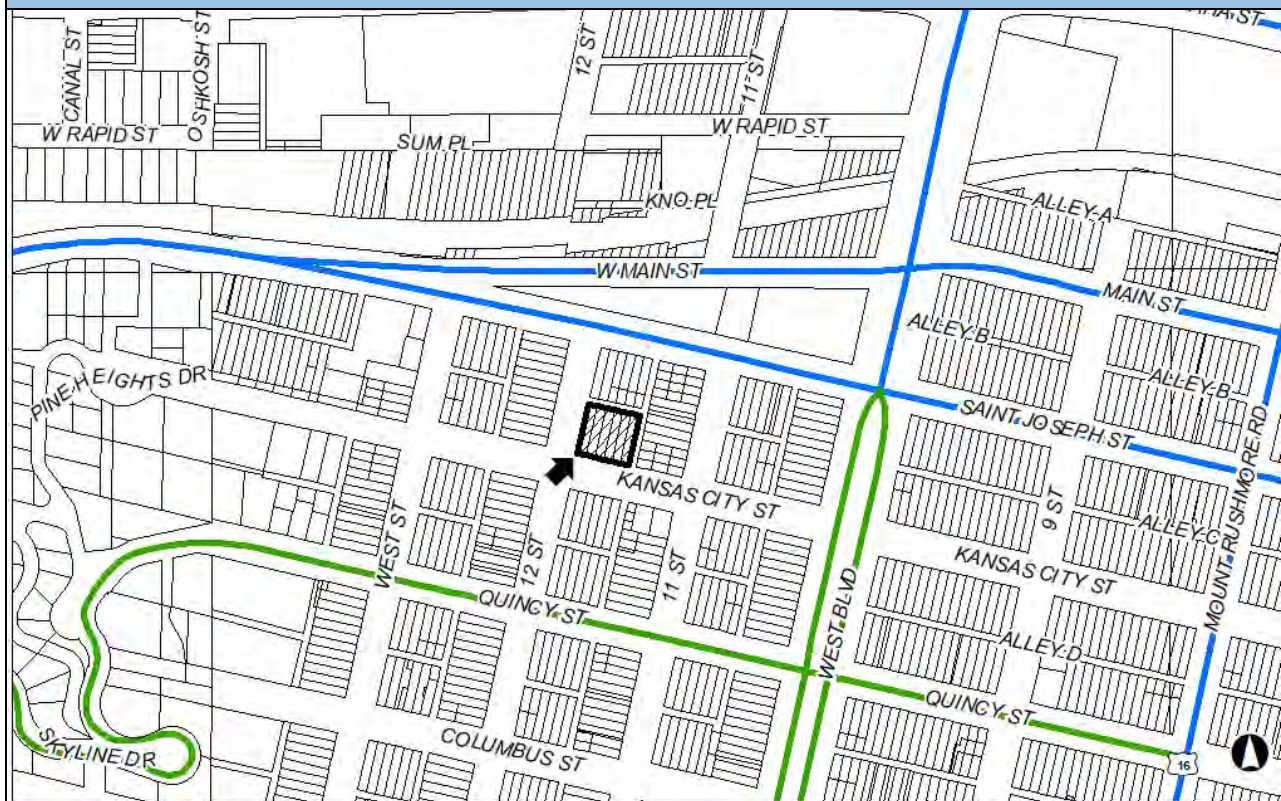 CANAL ST
OSHKOSH ST
12 ST
11 ST
W RAPID ST
SUM PL
W RAPID ST
KNO PL
ALLEY A
W MAIN ST
MAIN ST
ALLEY B
ALLEY B
PINE HEIGHTS DR
SAINT JOSEPH ST
MOUNT RUSHMORE RD
KANSAS CITY ST
9 ST
ALLEY C
WEST ST
12 ST
11 ST
KANSAS CITY ST
QUINCY ST
WEST BLVD
ALLEY D
QUINCY ST
SKYLINE DR
COLUMBUS ST
16